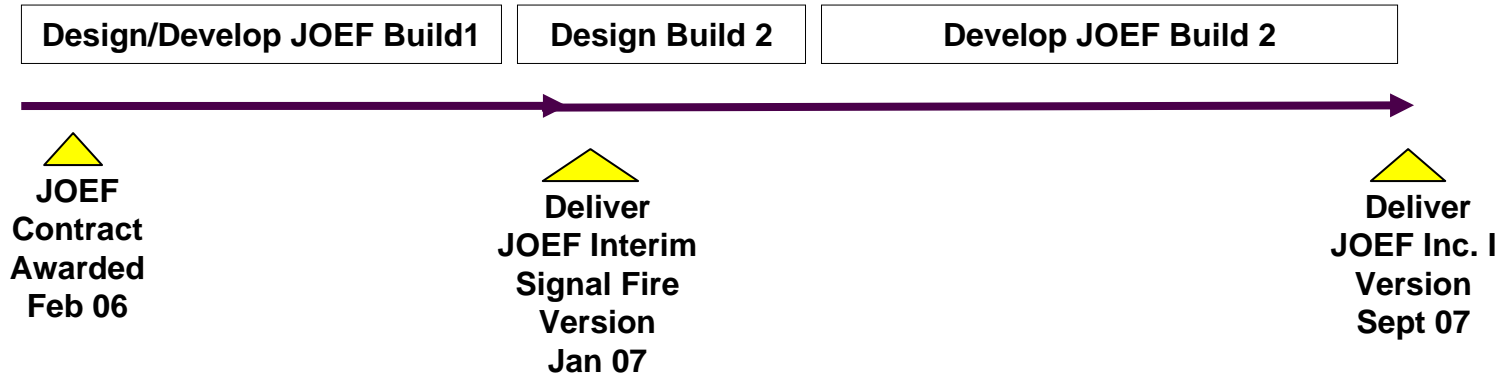 Design/Develop JOEF Build1
Design Build 2
Develop JOEF Build 2
JOEF
Contract
Awarded
Feb 06
Deliver
JOEF Interim
Signal Fire
Version
Jan 07
Deliver
JOEF Inc. I
Version
Sept 07